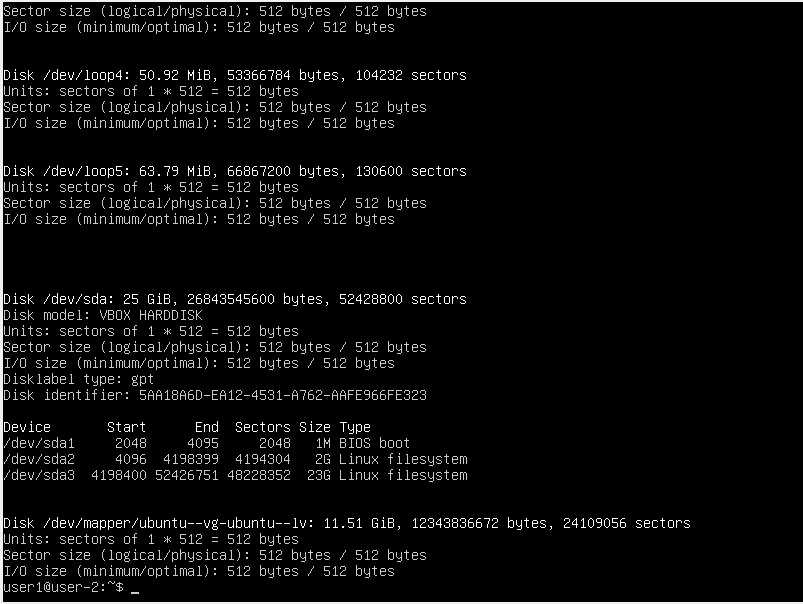 Sector size (logical/physical): 512 bytes / 512 bytes
I/O size (minimum/optimal): 512 bytes / 512 bytes
Disk /dev/loop4: 50.92 MiB, 53366784 bytes, 104232 sectors
Units: sectors of 1 * 512 = 512 bytes
Sector size (logical/physical): 512 bytes / 512 bytes
I/O size (minimum/optimal): 512 bytes / 512 bytes
Disk /dev/loop5: 63.79 MiB, 66867200 bytes, 130600 sectors
Units: sectors of 1 * 512 = 512 bytes
Sector size (logical/physical): 512 bytes / 512 bytes
I/O size (minimum/optimal): 512 bytes / 512 bytes
Disk /dev/sda: 25 GiB, 26843545600 bytes, 52428800 sectors
Disk model: VBOX HARDDISK
Units: sectors of 1 * 512 = 512 bytes
Sector size (logical/physical): 512 bytes / 512 bytes
I/O size (minimum/optimal): 512 bytes / 512 bytes
Disklabel type: gpt
Disk identifier: 5AA18A6D-EA12-4531-A762-AAFE966FE323
Device       Start      End  Sectors Size Type
/dev/sda1     2048     4095     2048   1M BIOS boot
/dev/sda2     4096  4198399  4194304   2G Linux filesystem
/dev/sda3  4198400 52426751 48228352  23G Linux filesystem
Disk /dev/mapper/ubuntu--vg-ubuntu--lv: 11.51 GiB, 12343836672 bytes, 24109056 sectors
Units: sectors of 1 * 512 = 512 bytes
Sector size (logical/physical): 512 bytes / 512 bytes
I/O size (minimum/optimal): 512 bytes / 512 bytes
user1@user-2:~$ _